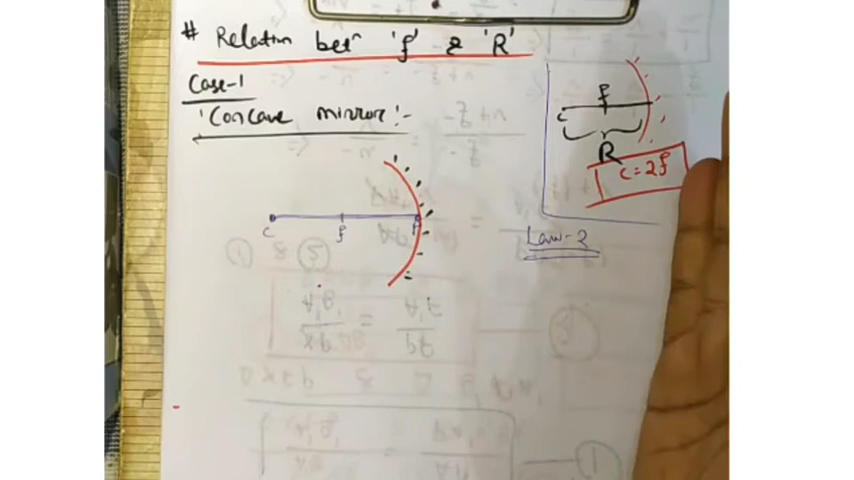 # Relation betn 'f' & 'R'
Case-1
'Concave mirror':-
C f P
C f
R
C = 2f
Law-2